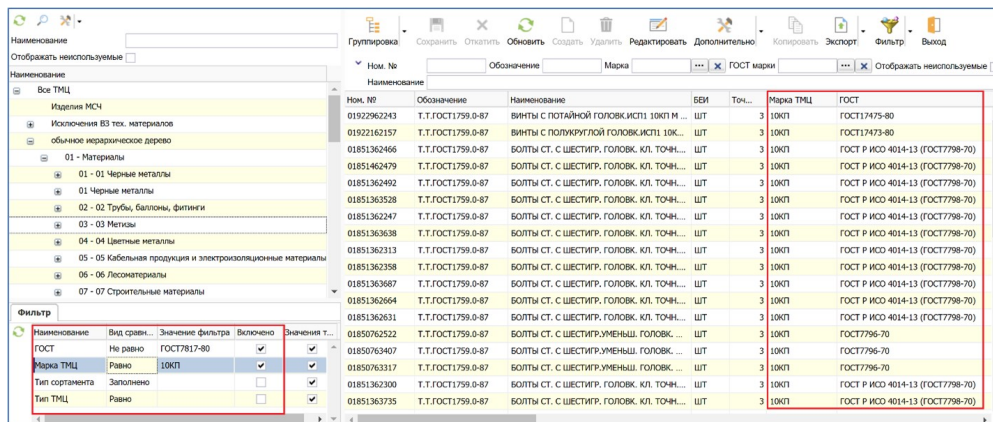 Наименование
Отображать неиспользуемые
Наименование
Все ТМЦ
Изделия МСЧ
Исключения ВЗ тех. материалов
обычное иерархическое дерево
01 - Материалы
01 - 01 Черные металлы
01 Черные металлы
02 - 02 Трубы, баллоны, фитинги
03 - 03 Метизы
04 - 04 Цветные металлы
05 - 05 Кабельная продукция и электроизоляционные материалы
06 - 06 Лесоматериалы
07 - 07 Строительные материалы
Фильтр
Наименование Вид сравн... Значение фильтра Включено Значения т...
ГОСТ Не равно ГОСТ7817-80
Марка ТМЦ Равно 10КП
Тип сортамента Заполнено
Тип ТМЦ Равно
Группировка Сохранить Откатить Обновить Создать Удалить Редактировать Дополнительно Копировать Экспорт Фильтр Выход
Ном. № Обозначение Марка ... ГОСТ марки ... Отображать неиспользуемые
Наименование
Ном. № Обозначение Наименование БЕИ Точ... Марка ТМЦ ГОСТ
01922962243 Т.Т.ГОСТ1759.0-87 ВИНТЫ С ПОТАЙНОЙ ГОЛОВК.ИСП1 10КП М ... ШТ 3 10КП ГОСТ17475-80
01922162157 Т.Т.ГОСТ1759.0-87 ВИНТЫ С ПОЛУКРУГЛОЙ ГОЛОВК.ИСП1 10К... ШТ 3 10КП ГОСТ17473-80
01851362466 Т.Т.ГОСТ1759.0-87 БОЛТЫ СТ. С ШЕСТИГР. ГОЛОВК. КЛ. ТОЧН.... ШТ 3 10КП ГОСТ Р ИСО 4014-13 (ГОСТ7798-70)
01851462479 Т.Т.ГОСТ1759.0-87 БОЛТЫ СТ. С ШЕСТИГР. ГОЛОВК. КЛ. ТОЧН.... ШТ 3 10КП ГОСТ Р ИСО 4014-13 (ГОСТ7798-70)
01851362492 Т.Т.ГОСТ1759.0-87 БОЛТЫ СТ. С ШЕСТИГР. ГОЛОВК. КЛ. ТОЧН.... ШТ 3 10КП ГОСТ Р ИСО 4014-13 (ГОСТ7798-70)
01851363528 Т.Т.ГОСТ1759.0-87 БОЛТЫ СТ. С ШЕСТИГР. ГОЛОВК. КЛ. ТОЧН.... ШТ 3 10КП ГОСТ Р ИСО 4014-13 (ГОСТ7798-70)
01851362247 Т.Т.ГОСТ1759.0-87 БОЛТЫ СТ. С ШЕСТИГР. ГОЛОВК. КЛ. ТОЧН.... ШТ 3 10КП ГОСТ Р ИСО 4014-13 (ГОСТ7798-70)
01851363638 Т.Т.ГОСТ1759.0-87 БОЛТЫ СТ. С ШЕСТИГР. ГОЛОВК. КЛ. ТОЧН.... ШТ 3 10КП ГОСТ Р ИСО 4014-13 (ГОСТ7798-70)
01851362313 Т.Т.ГОСТ1759.0-87 БОЛТЫ СТ. С ШЕСТИГР. ГОЛОВК. КЛ. ТОЧН.... ШТ 3 10КП ГОСТ Р ИСО 4014-13 (ГОСТ7798-70)
01851362358 Т.Т.ГОСТ1759.0-87 БОЛТЫ СТ. С ШЕСТИГР. ГОЛОВК. КЛ. ТОЧН.... ШТ 3 10КП ГОСТ Р ИСО 4014-13 (ГОСТ7798-70)
01851363687 Т.Т.ГОСТ1759.0-87 БОЛТЫ СТ. С ШЕСТИГР. ГОЛОВК. КЛ. ТОЧН.... ШТ 3 10КП ГОСТ Р ИСО 4014-13 (ГОСТ7798-70)
01851362664 Т.Т.ГОСТ1759.0-87 БОЛТЫ СТ. С ШЕСТИГР. ГОЛОВК. КЛ. ТОЧН.... ШТ 3 10КП ГОСТ Р ИСО 4014-13 (ГОСТ7798-70)
01851362631 Т.Т.ГОСТ1759.0-87 БОЛТЫ СТ. С ШЕСТИГР. ГОЛОВК. КЛ. ТОЧН.... ШТ 3 10КП ГОСТ Р ИСО 4014-13 (ГОСТ7798-70)
01850762522 Т.Т.ГОСТ1759.0-87 БОЛТЫ СТ. С ШЕСТИГР.УМЕНЬШ. ГОЛОВК. ... ШТ 3 10КП ГОСТ7796-70
01850763407 Т.Т.ГОСТ1759.0-87 БОЛТЫ СТ. С ШЕСТИГР.УМЕНЬШ. ГОЛОВК. ... ШТ 3 10КП ГОСТ7796-70
01850763317 Т.Т.ГОСТ1759.0-87 БОЛТЫ СТ. С ШЕСТИГР.УМЕНЬШ. ГОЛОВК. ... ШТ 3 10КП ГОСТ7796-70
01851362300 Т.Т.ГОСТ1759.0-87 БОЛТЫ СТ. С ШЕСТИГР. ГОЛОВК. КЛ. ТОЧН.... ШТ 3 10КП ГОСТ Р ИСО 4014-13 (ГОСТ7798-70)
01851363735 Т.Т.ГОСТ1759.0-87 БОЛТЫ СТ. С ШЕСТИГР. ГОЛОВК. КЛ. ТОЧН.... ШТ 3 10КП ГОСТ Р ИСО 4014-13 (ГОСТ7798-70)